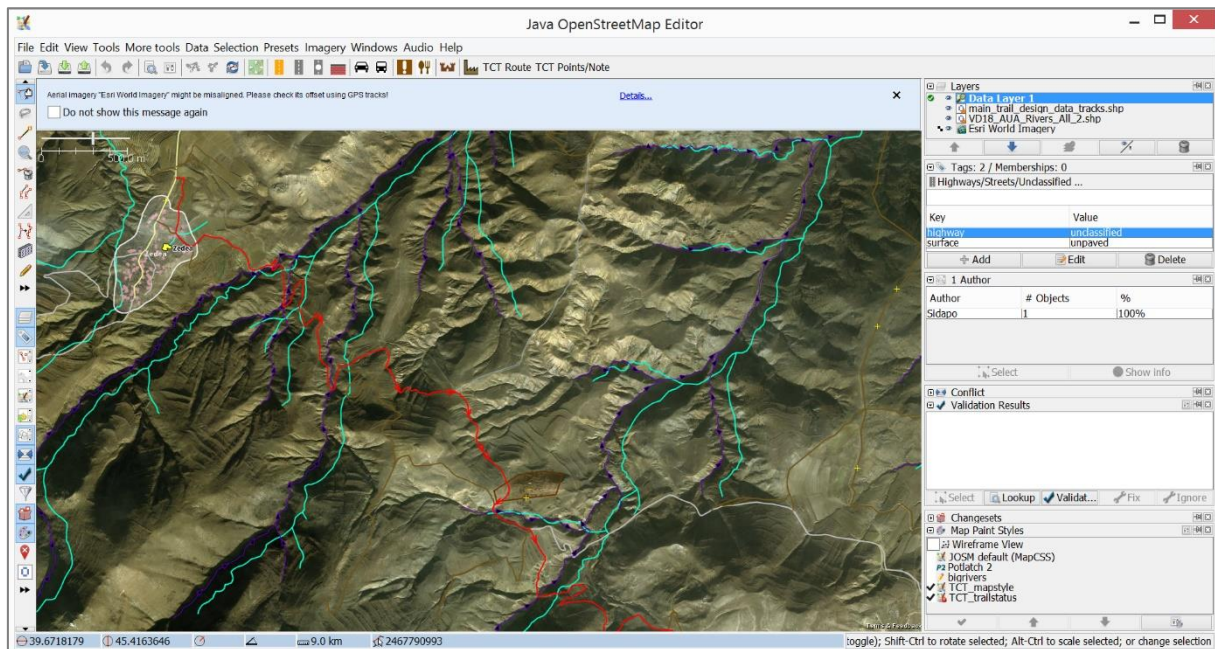 Java OpenStreetMap Editor
File Edit View Tools More tools Data Selection Presets Imagery Windows Audio Help
TCT Route TCT Points/Note
Aerial imagery "Esri World Imagery" might be misaligned. Please check its offset using GPS tracks!
Details...
Do not show this message again
0
500.0 m
Zedea
Zedea
Layers
Data Layer 1
main_trail_design_data_tracks.shp
VD18_AUA_Rivers_All_2.shp
Esri World Imagery
Tags: 2 / Memberships: 0
Highways/Streets/Unclassified ...
Key Value
highway unclassified
surface unpaved
Add Edit Delete
1 Author
Author # Objects %
Sidapo 1 100%
Select Show info
Conflict
Validation Results
Select Lookup Validat... Fix Ignore
Changesets
Map Paint Styles
Wireframe View
JOSM default (MapCSS)
P2 Potlatch 2
bigrivers
TCT_mapstyle
TCT_trailstatus
39.6718179 45.4163646 9.0 km 2467790993
toggle); Shift-Ctrl to rotate selected; Alt-Ctrl to scale selected; or change selection